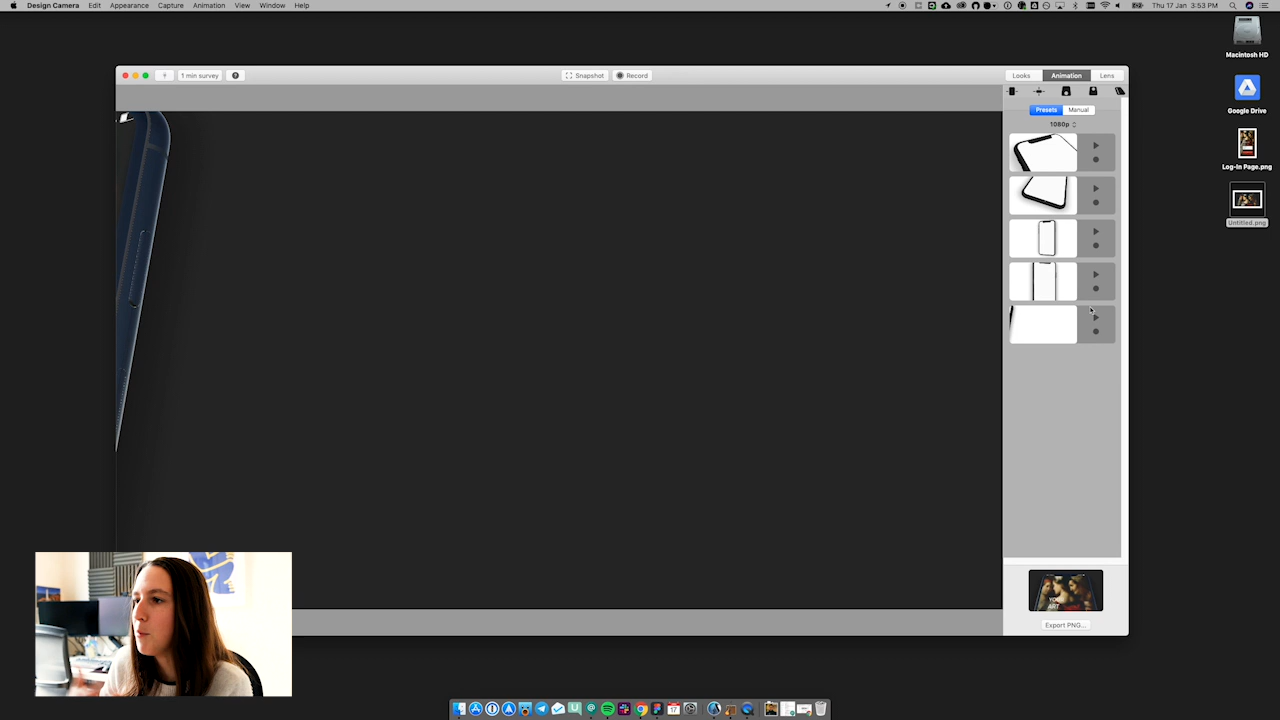 Design Camera Edit Appearance Capture Animation View Window Help
Thu 17 Jan 3:53 PM
1 min survey
?
Snapshot
Record
Looks Animation Lens
Presets Manual
1080p
Export PNG...
Macintosh HD
Google Drive
Log-In Page.png
Untitled.png
17